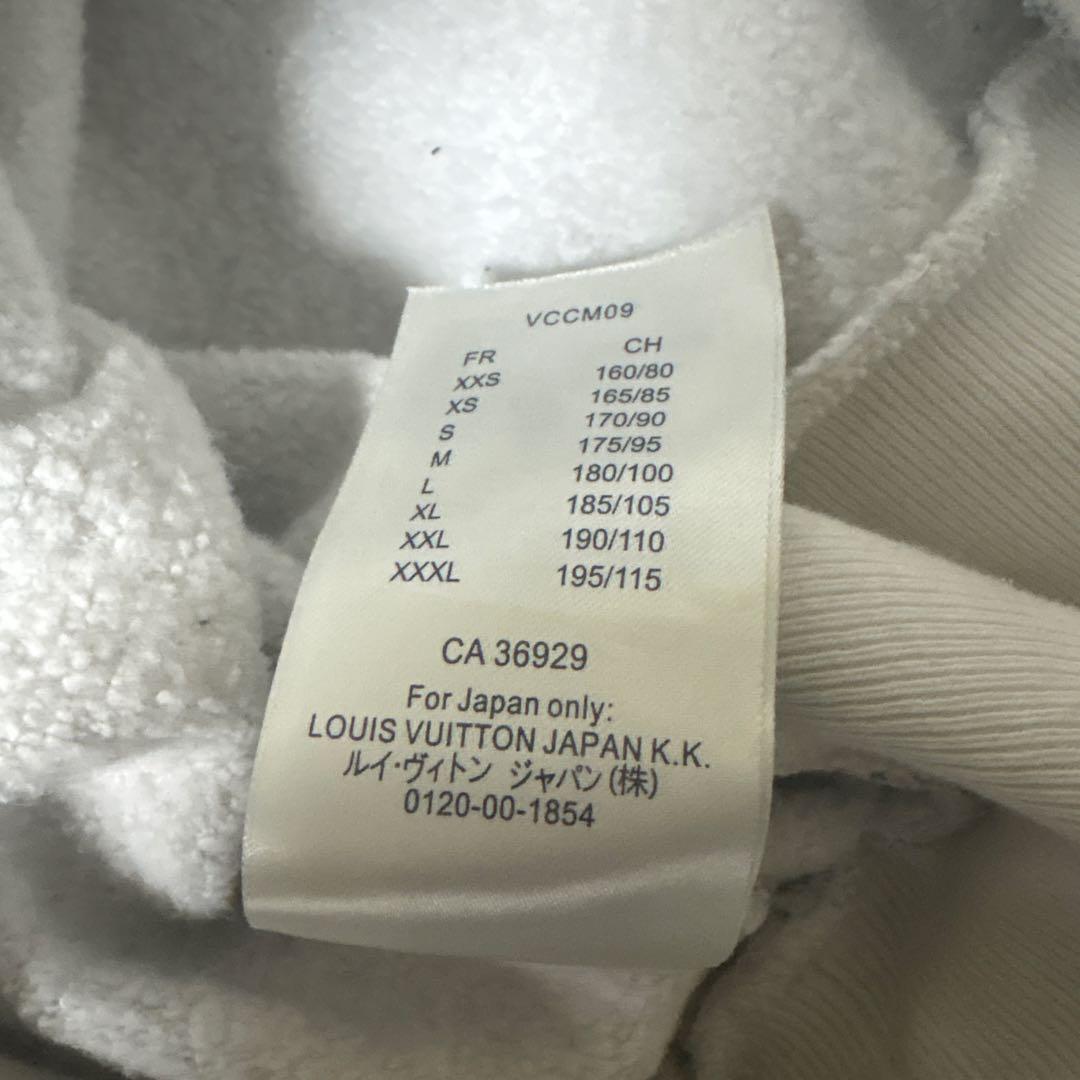 VCCM09
FR CH
XXS 160/80
XS 165/85
S 170/90
M 175/95
L 180/100
XL 185/105
XXL 190/110
XXXL 195/115
CA 36929
For Japan only:
LOUIS VUITTON JAPAN K.K.
ルイ・ヴィトン ジャパン(株)
0120-00-1854